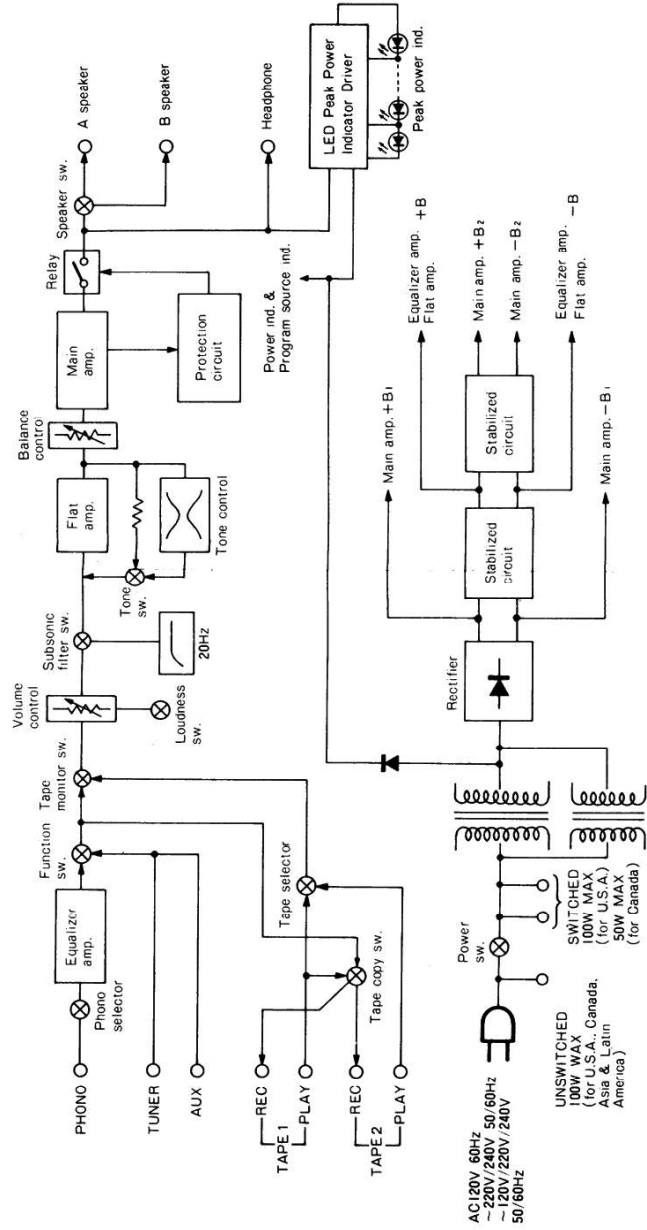 PHONO
Phono
selector
Equalizer
amp.
Function
sw.
Tape
monitor sw.
Volume
control
Loudness
sw.
Subsonic
filter sw.
20Hz
Flat
amp.
Tone
sw.
Tone control
Balance
control
Main
amp.
Protection
circuit
Relay
Speaker sw.
A speaker
B speaker
Headphone
TUNER
AUX
TAPE 1
REC
PLAY
TAPE2
REC
PLAY
Tape selector
Tape copy sw.
Power ind. &
Program source ind.
LED Peak Power
Indicator Driver
Peak power ind.
AC120V 60Hz
~220V/240V 50/60Hz
~120V/220V/240V
50/60Hz
UNSWITCHED
100W WAX
(for U.S.A., Canada,
Asia & Latin
America)
Power
sw.
SWITCHED
100W MAX
(for U.S.A.)
50W MAX
(for Canada)
Rectifier
Stabilized
circuit
Stabilized
circuit
Main amp.+B1
Equalizer amp. +B
Flat amp.
Main amp.+B2
Main amp.-B2
Equalizer amp. -B
Flat amp.
Main amp.-B1